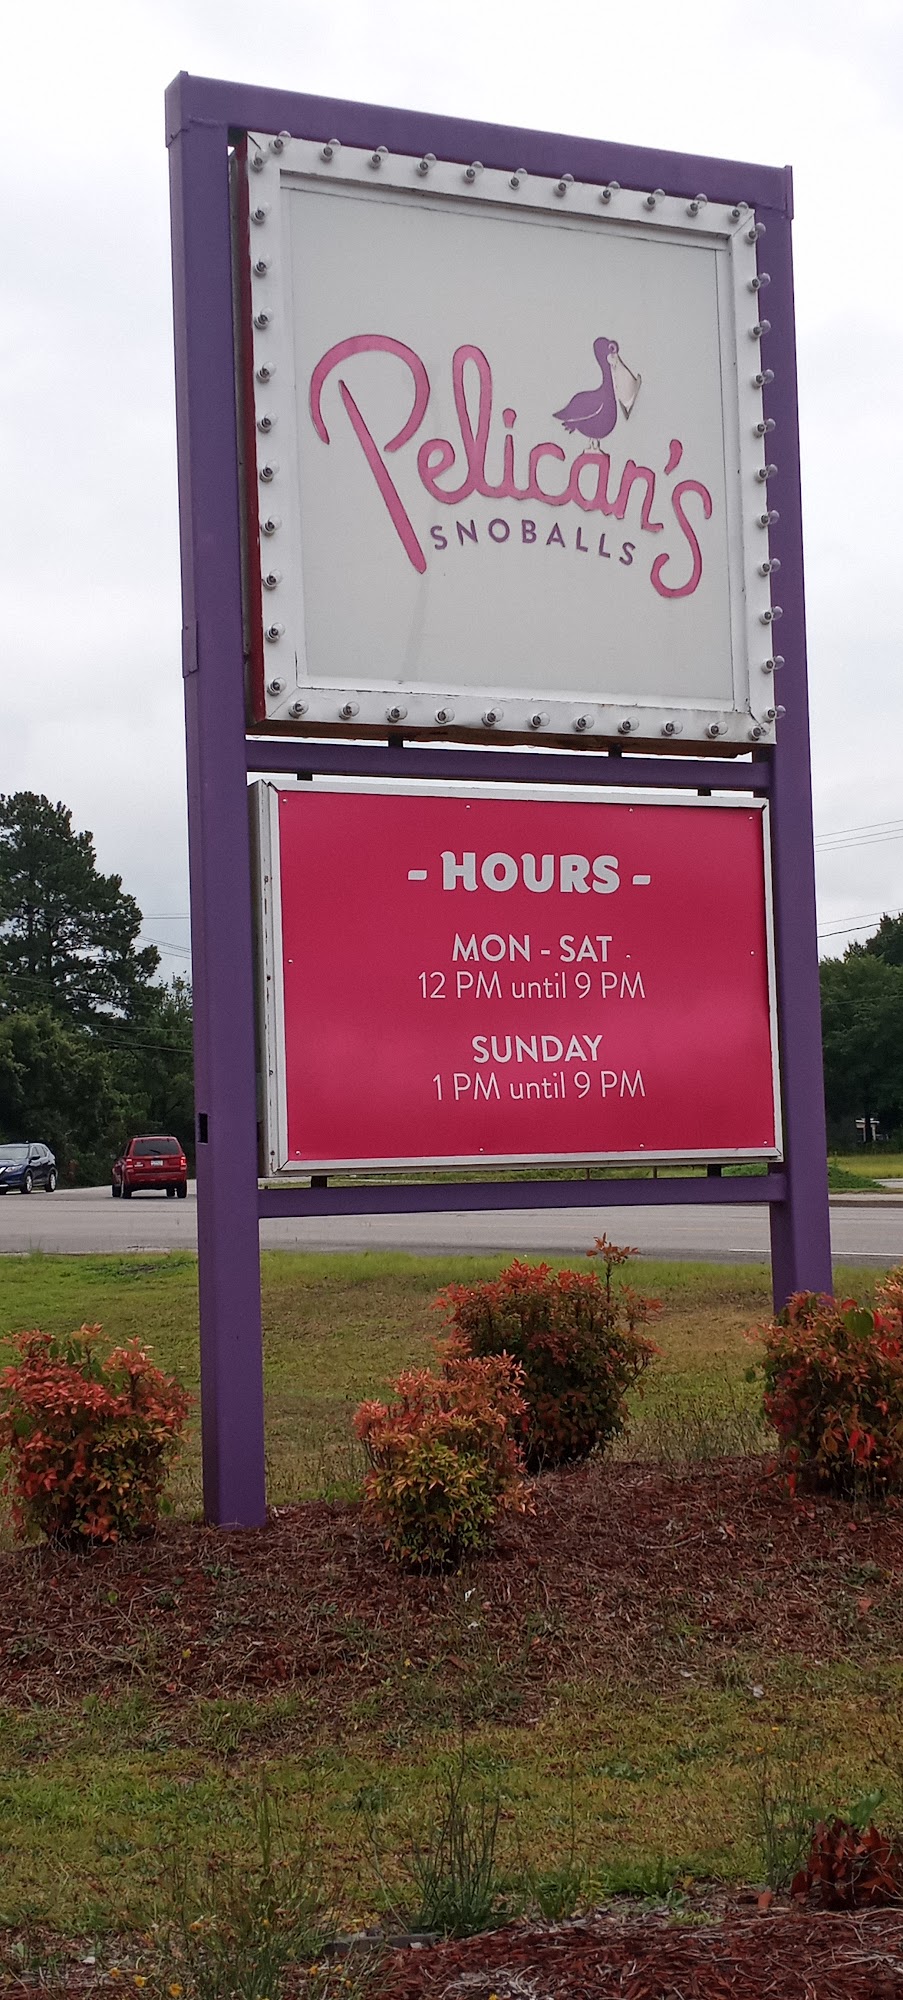 Pelican's
SNOBALLS
- HOURS -
MON - SAT
12 PM until 9 PM
SUNDAY
1 PM until 9 PM